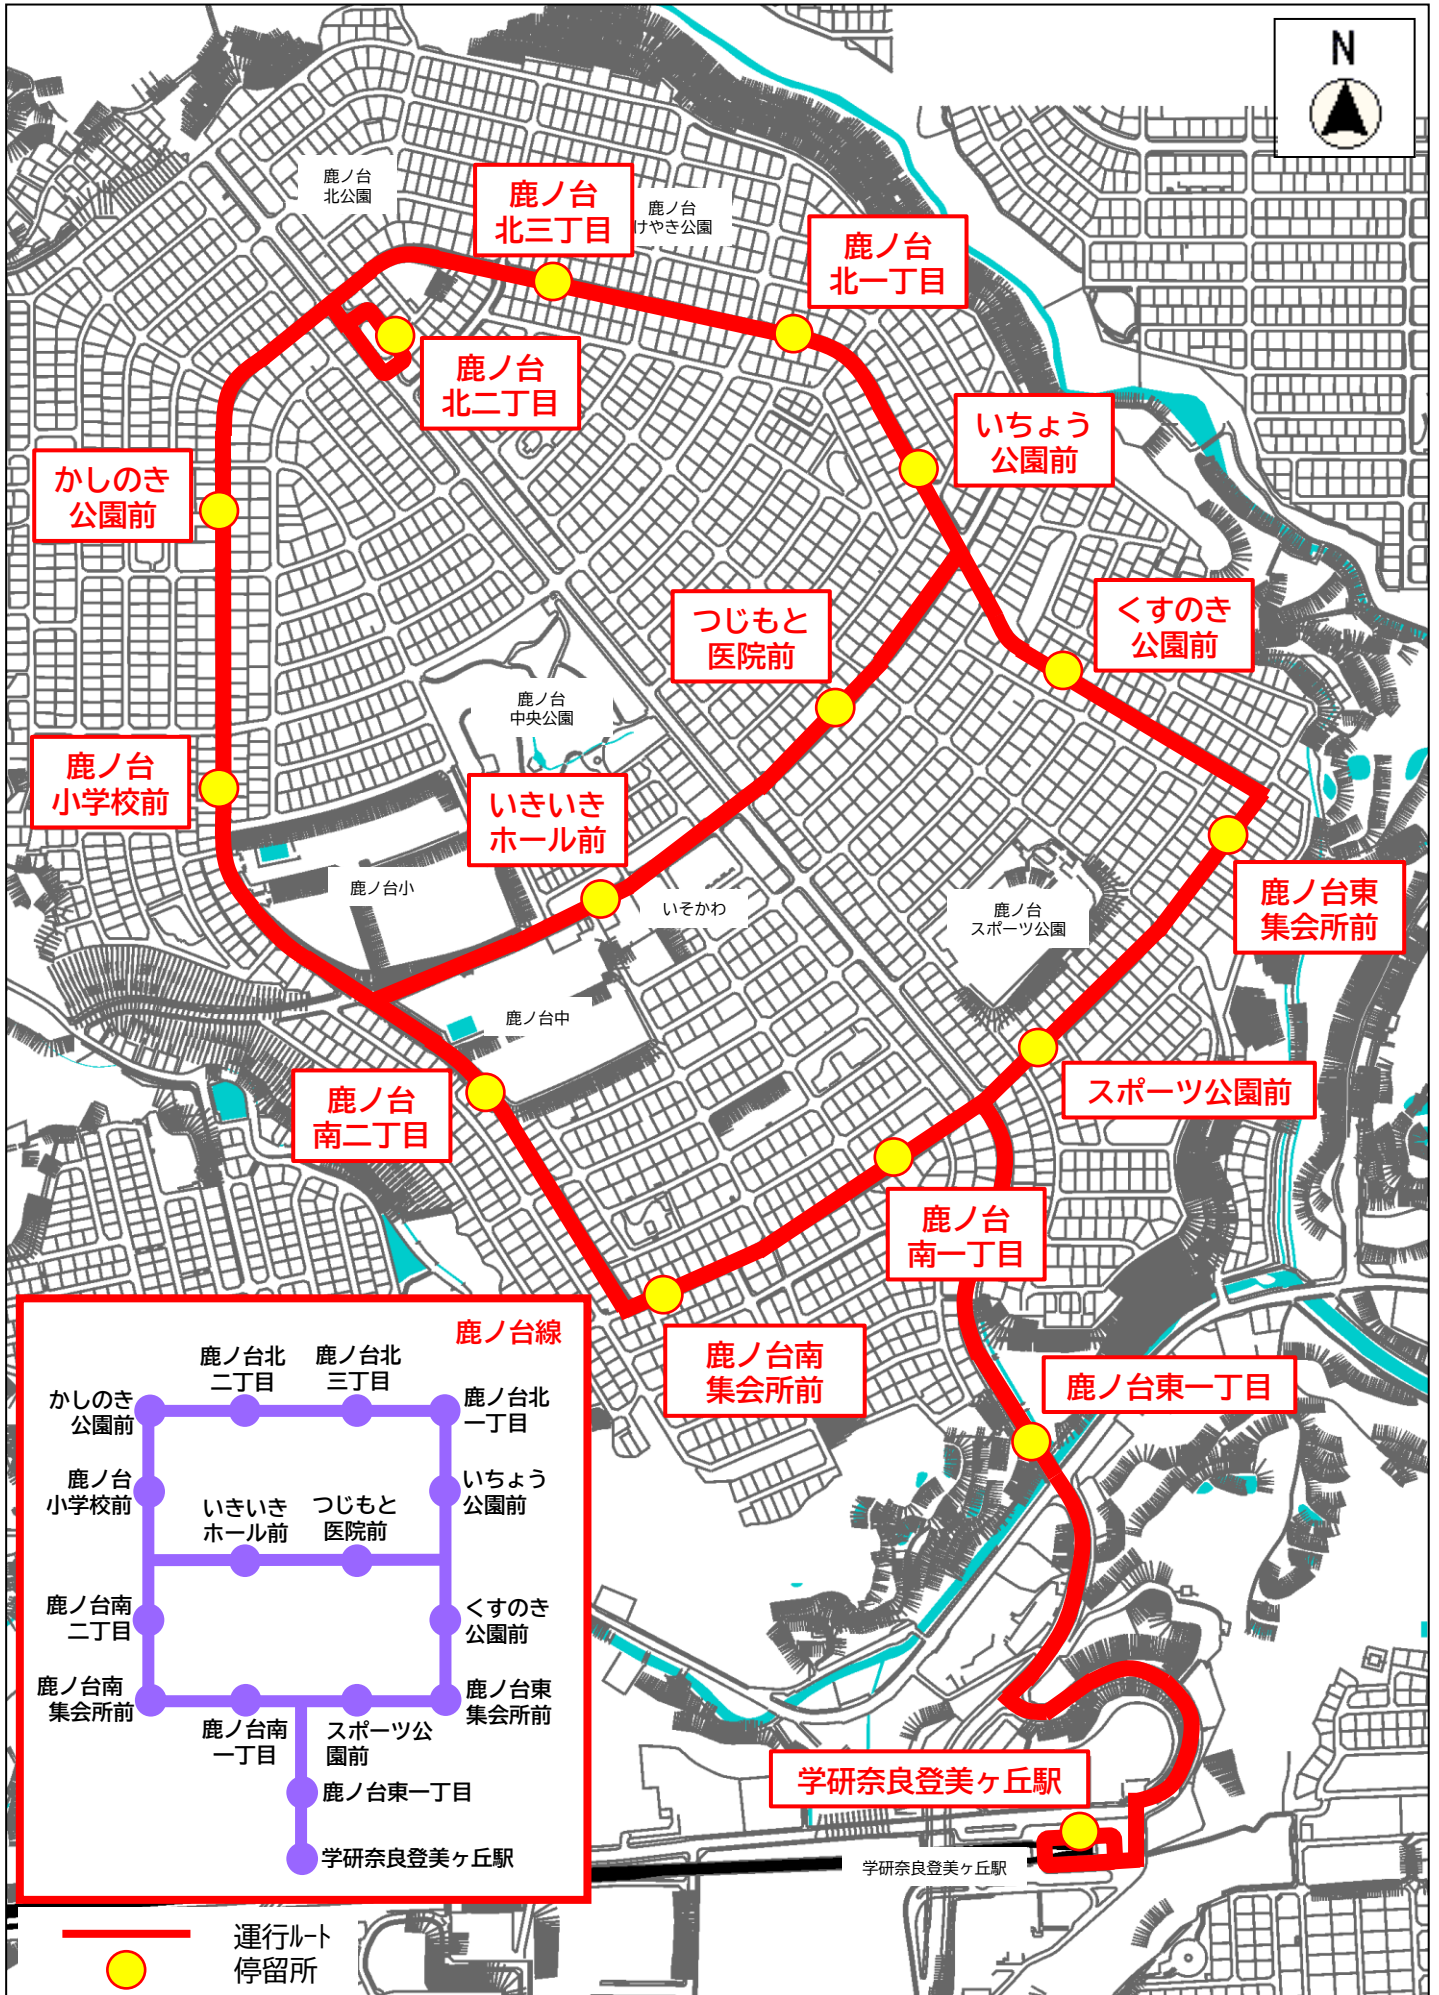 N
鹿ノ台
北公園
鹿ノ台
北三丁目
鹿ノ台
けやき公園
鹿ノ台
北一丁目
鹿ノ台
北二丁目
いちょう
公園前
かしのき
公園前
つじもと
医院前
くすのき
公園前
鹿ノ台
中央公園
鹿ノ台
小学校前
いきいき
ホール前
鹿ノ台小
いそかわ
鹿ノ台
スポーツ公園
鹿ノ台東
集会所前
鹿ノ台中
鹿ノ台
南二丁目
スポーツ公園前
鹿ノ台
南一丁目
鹿ノ台南
集会所前
鹿ノ台東一丁目
学研奈良登美ヶ丘駅
学研奈良登美ヶ丘駅
鹿ノ台線
鹿ノ台北
二丁目
鹿ノ台北
三丁目
かしのき
公園前
鹿ノ台北
一丁目
鹿ノ台
小学校前
いちょう
公園前
いきいき
ホール前
つじもと
医院前
鹿ノ台南
二丁目
くすのき
公園前
鹿ノ台南
集会所前
鹿ノ台東
集会所前
鹿ノ台南
一丁目
スポーツ公
園前
鹿ノ台東一丁目
学研奈良登美ヶ丘駅
運行ﾙｰﾄ
停留所